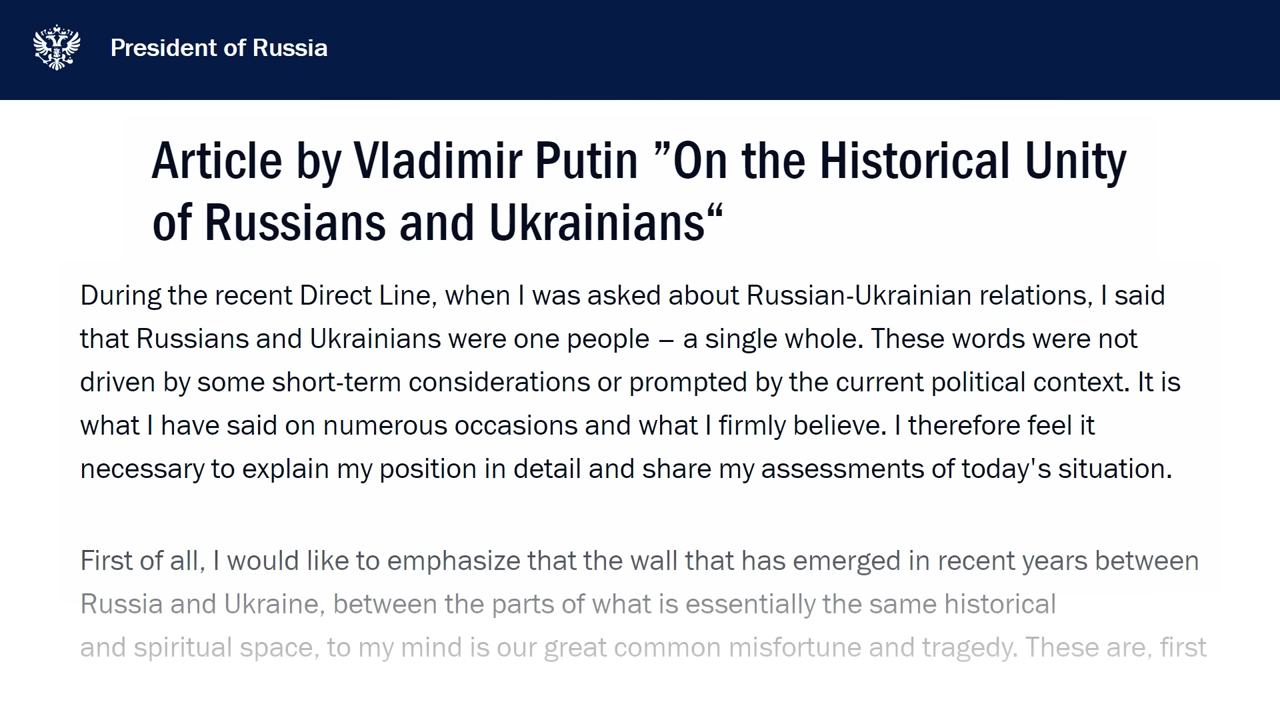 President of Russia
Article by Vladimir Putin ”On the Historical Unity
of Russians and Ukrainians“
During the recent Direct Line, when I was asked about Russian-Ukrainian relations, I said
that Russians and Ukrainians were one people – a single whole. These words were not
driven by some short-term considerations or prompted by the current political context. It is
what I have said on numerous occasions and what I firmly believe. I therefore feel it
necessary to explain my position in detail and share my assessments of today's situation.
First of all, I would like to emphasize that the wall that has emerged in recent years between
Russia and Ukraine, between the parts of what is essentially the same historical
and spiritual space, to my mind is our great common misfortune and tragedy. These are, first